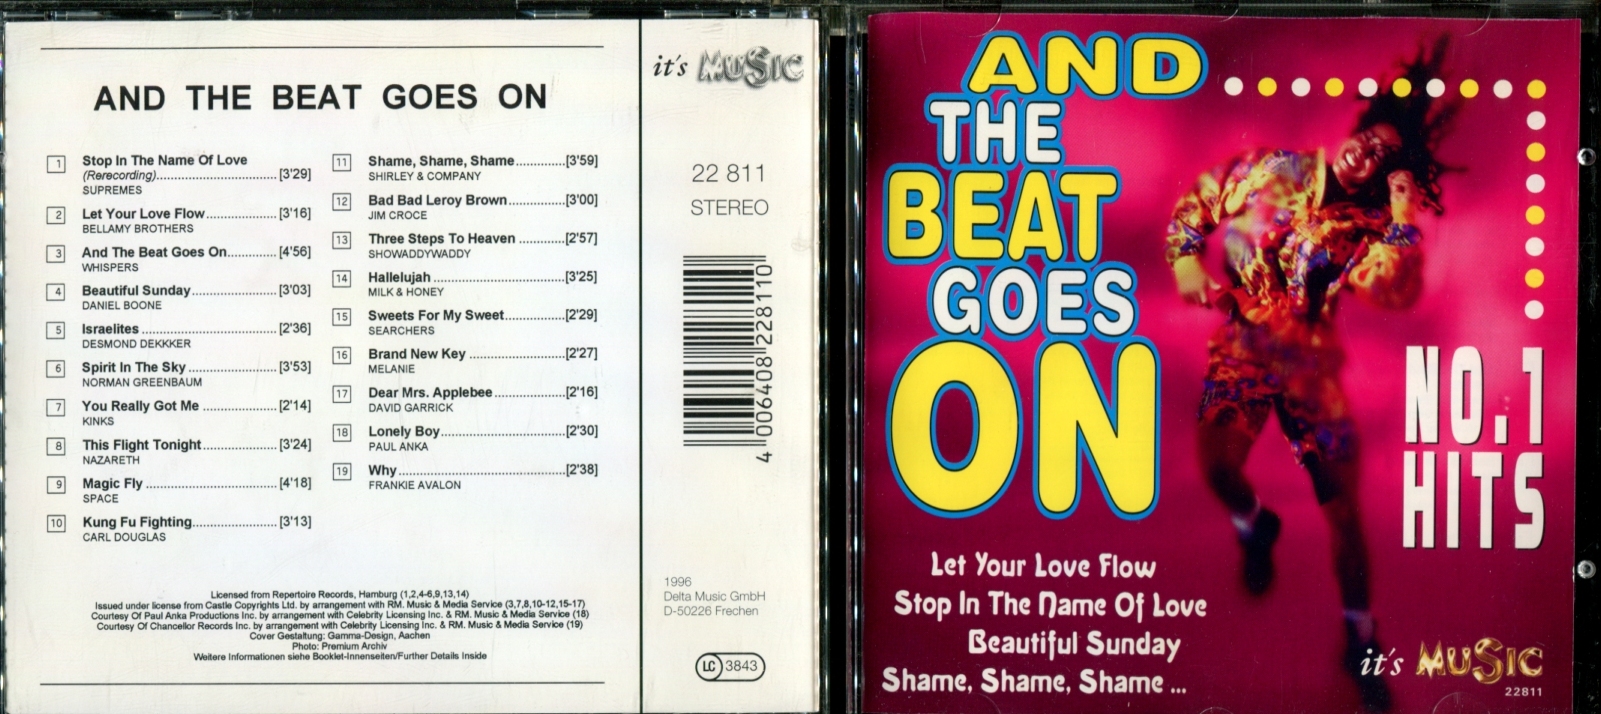 AND THE BEAT GOES ON
1 Stop In The Name Of Love
(Rerecording)............................ [3'29]
SUPREMES
2 Let Your Love Flow................ [3'16]
BELLAMY BROTHERS
3 And The Beat Goes On........... [4'56]
WHISPERS
4 Beautiful Sunday.................... [3'03]
DANIEL BOONE
5 Israelites ............................... [2'36]
DESMOND DEKKKER
6 Spirit In The Sky .................... [3'53]
NORMAN GREENBAUM
7 You Really Got Me ................. [2'14]
KINKS
8 This Flight Tonight................. [3'24]
NAZARETH
9 Magic Fly .............................. [4'18]
SPACE
10 Kung Fu Fighting................... [3'13]
CARL DOUGLAS
11 Shame, Shame, Shame...........[3'59]
SHIRLEY & COMPANY
12 Bad Bad Leroy Brown.............[3'00]
JIM CROCE
13 Three Steps To Heaven ..........[2'57]
SHOWADDYWADDY
14 Hallelujah ..............................[3'25]
MILK & HONEY
15 Sweets For My Sweet.............[2'29]
SEARCHERS
16 Brand New Key .....................[2'27]
MELANIE
17 Dear Mrs. Applebee................[2'16]
DAVID GARRICK
18 Lonely Boy............................[2'30]
PAUL ANKA
19 Why ......................................[2'38]
FRANKIE AVALON
Licensed from Repertoire Records, Hamburg (1,2,4-6,9,13,14)
Issued under license from Castle Copyrights Ltd. by arrangement with RM. Music & Media Service (3,7,8,10-12,15-17)
Courtesy Of Paul Anka Productions Inc. by arrangement with Celebrity Licensing Inc. & RM. Music & Media Service (18)
Courtesy Of Chancellor Records Inc. by arrangement with Celebrity Licensing Inc. & RM. Music & Media Service (19)
Cover Gestaltung: Gamma-Design, Aachen
Photo: Premium Archiv
Weitere Informationen siehe Booklet-Innenseiten/Further Details Inside
it's MUSIC
22 811
STEREO
4 006408 228110
1996
Delta Music GmbH
D-50226 Frechen
LC 3843
AND
THE
BEAT
GOES
ON
NO.1
HITS
Let Your Love Flow
Stop In The Name Of Love
Beautiful Sunday
Shame, Shame, Shame ...
it's MUSIC
22811